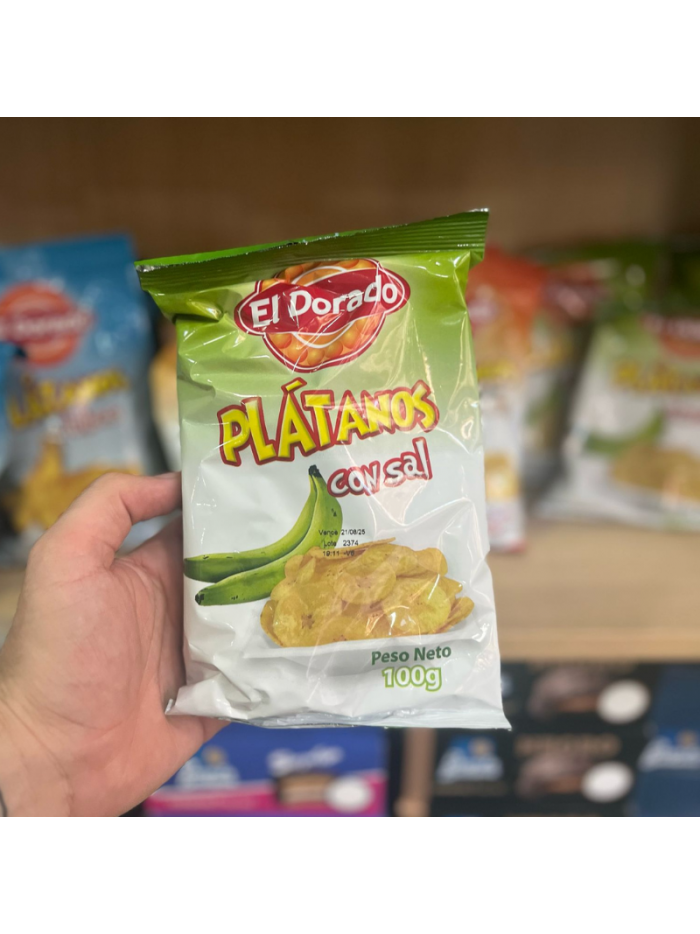 El Dorado
PLÁTANOS
con sal
Vence 21/08/25
Lote 2374
Peso Neto
100g